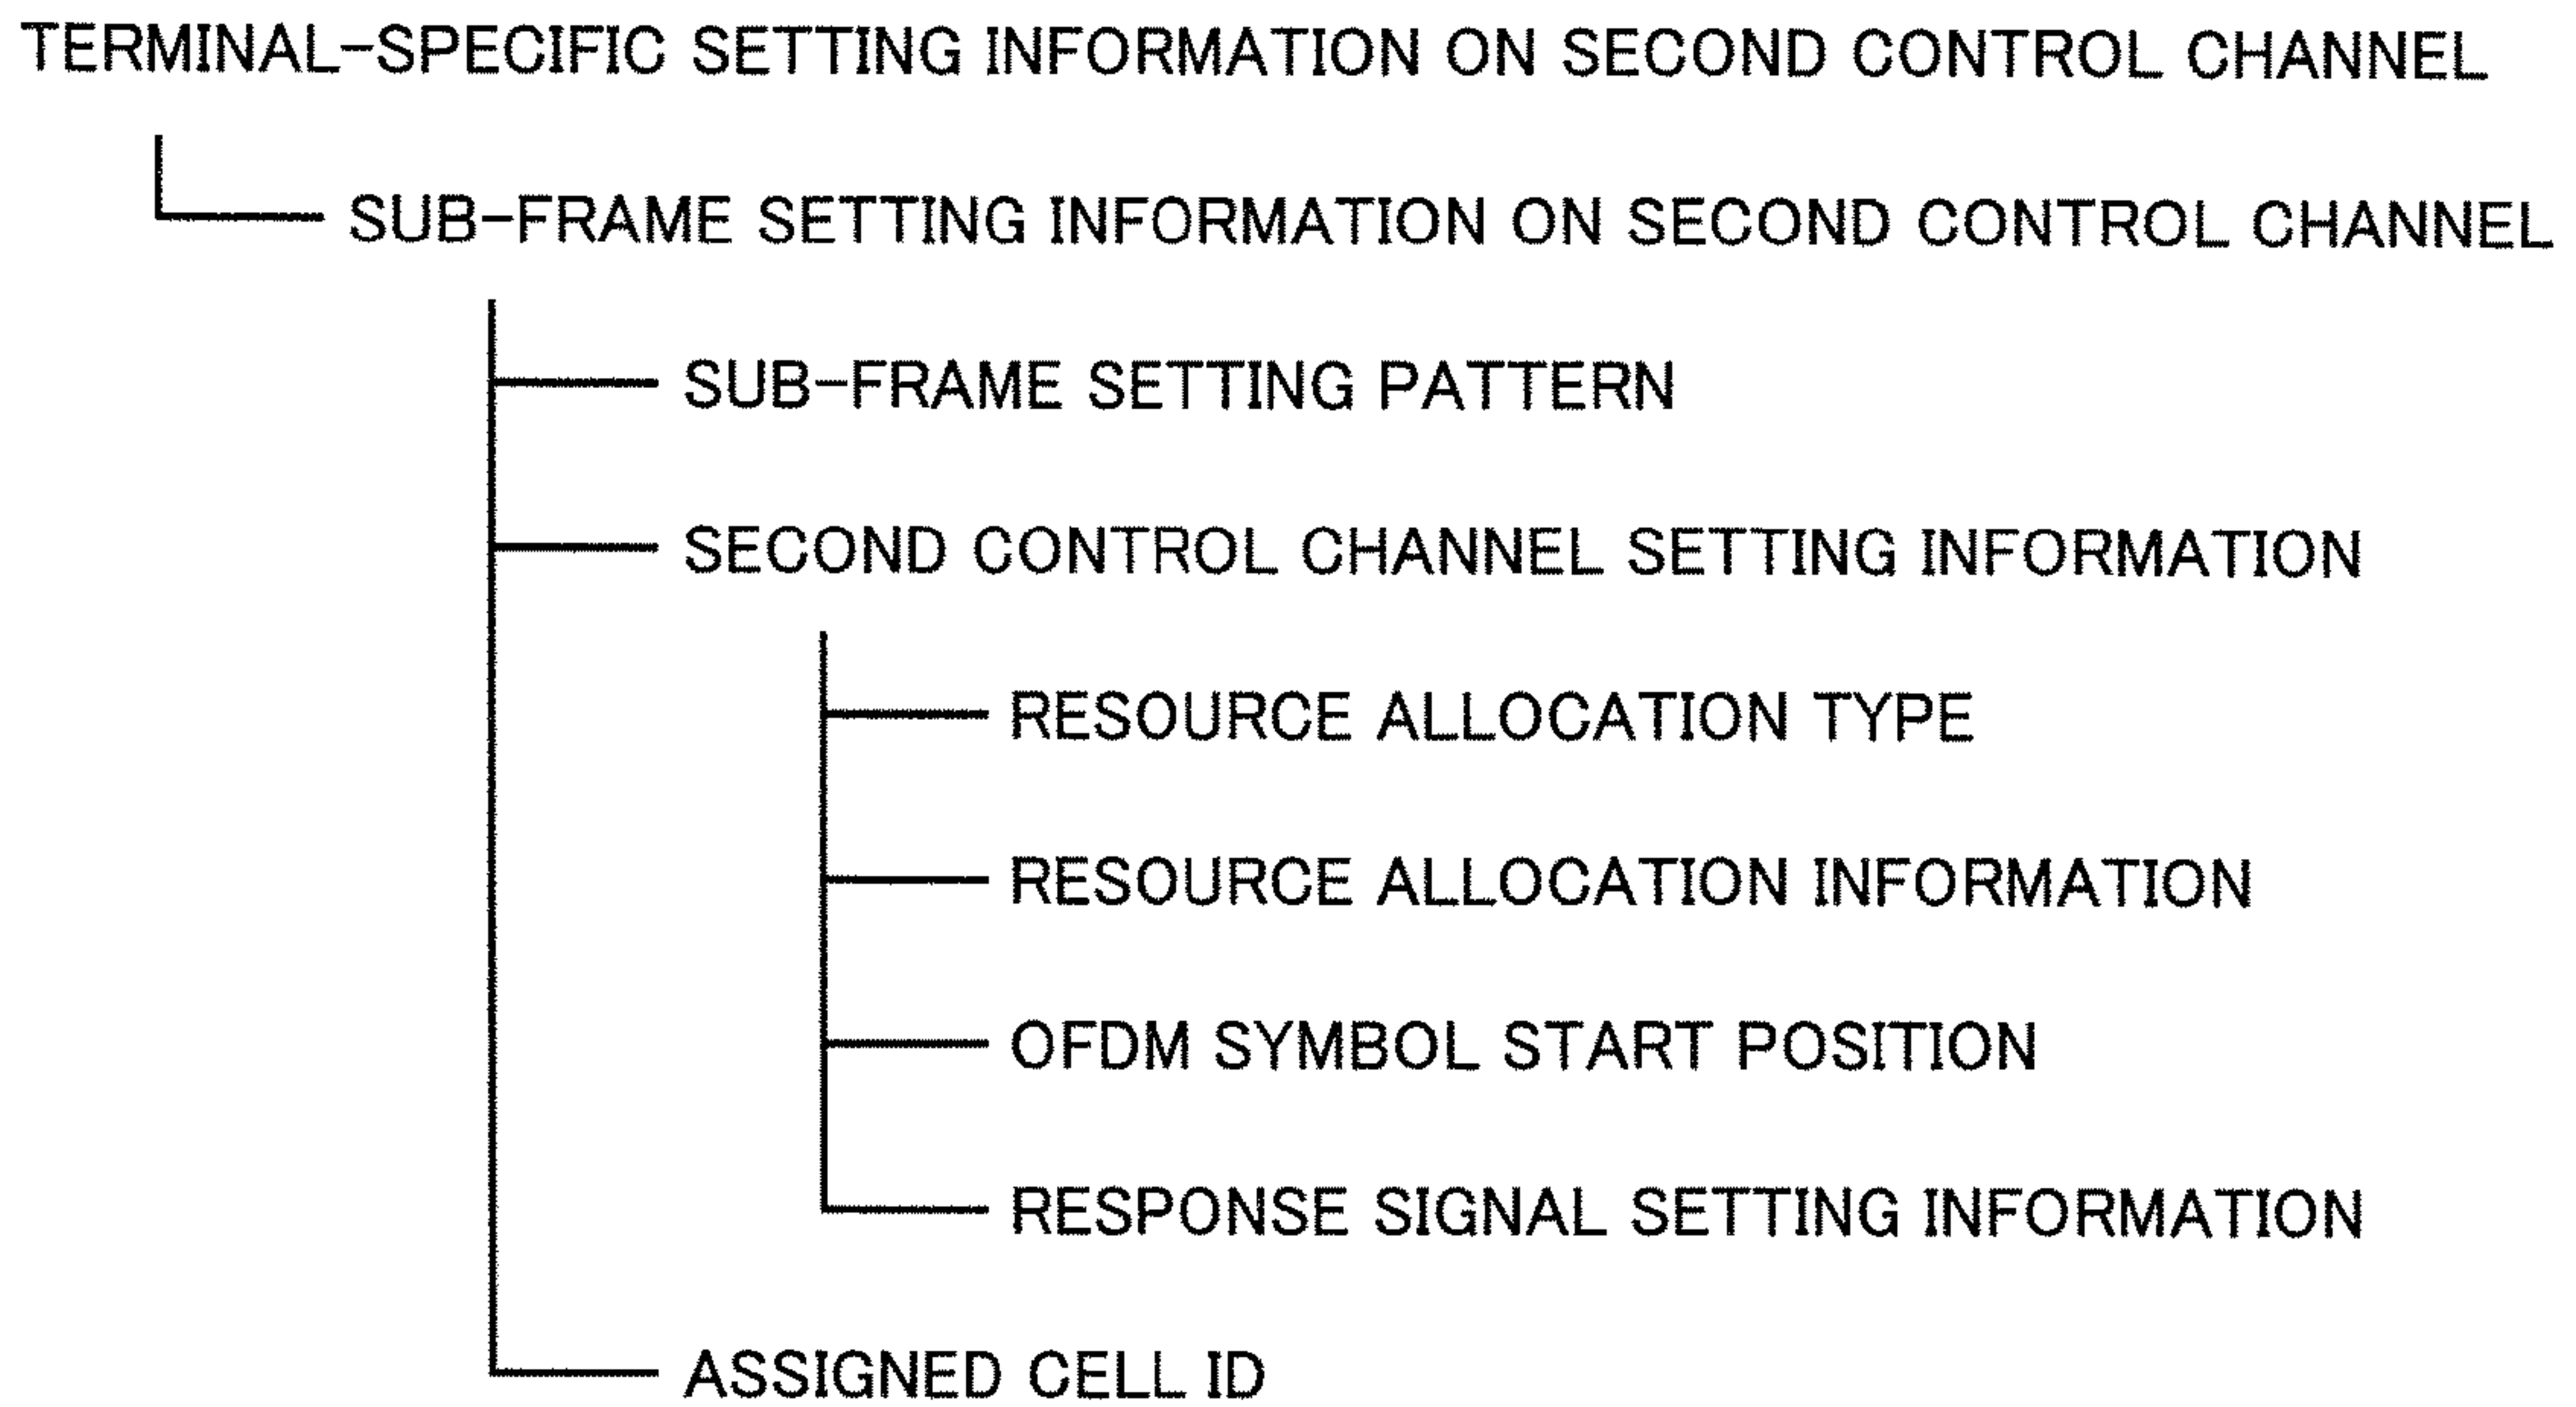 TERMINAL-SPECIFIC SETTING INFORMATION ON SECOND CONTROL CHANNEL
SUB-FRAME SETTING INFORMATION ON SECOND CONTROL CHANNEL
SUB-FRAME SETTING PATTERN
SECOND CONTROL CHANNEL SETTING INFORMATION
RESOURCE ALLOCATION TYPE
RESOURCE ALLOCATION INFORMATION
OFDM SYMBOL START POSITION
RESPONSE SIGNAL SETTING INFORMATION
ASSIGNED CELL ID